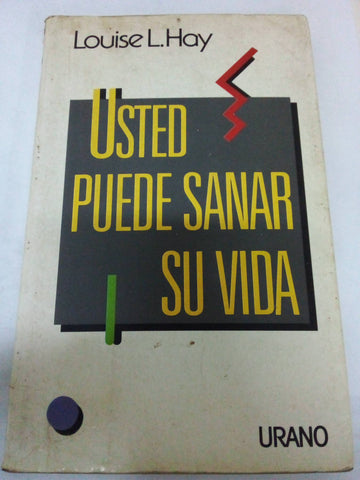 Louise L. Hay
USTED
PUEDE SANAR
SU VIDA
URANO